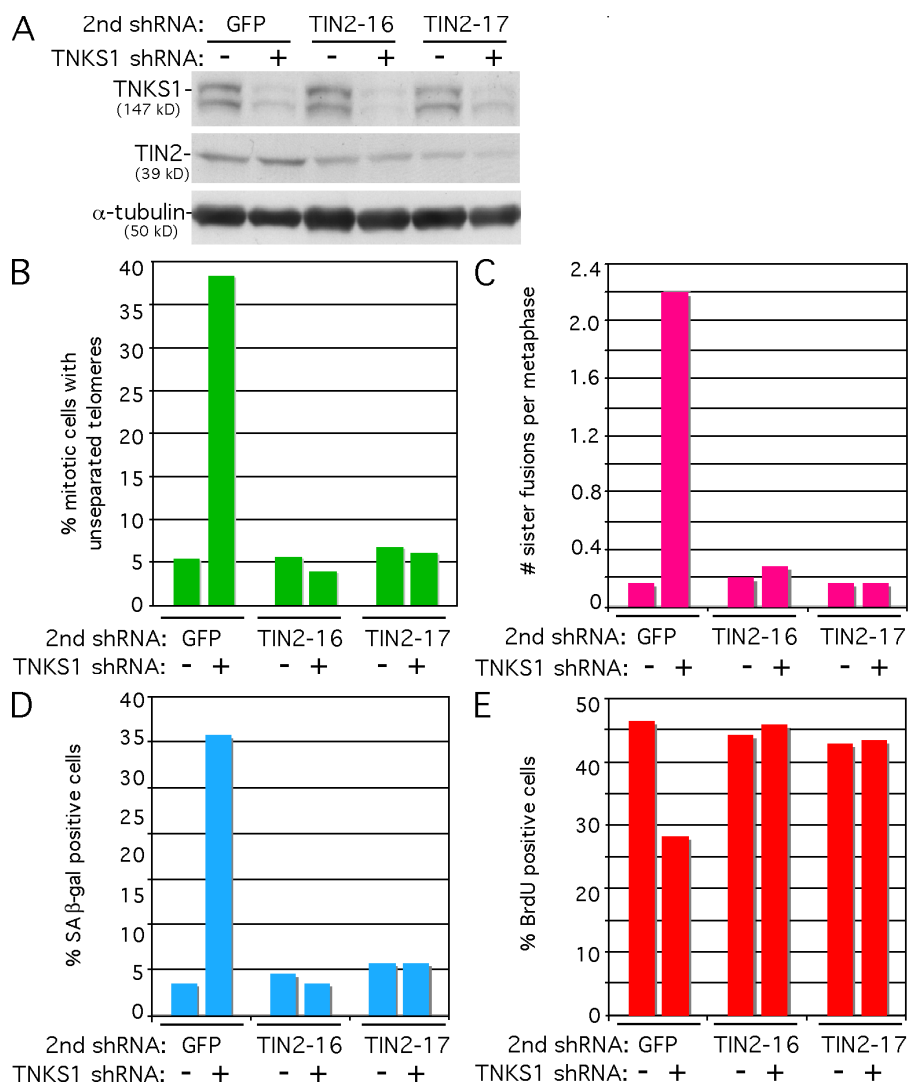 A
2nd shRNA: GFP TIN2-16 TIN2-17
TNKS1 shRNA: - + - + - +
TNKS1-
(147 kD)
TIN2-
(39 kD)
α-tubulin-
(50 kD)
B
% mitotic cells with
unseparated telomeres
40
35
30
25
20
15
10
5
0
2nd shRNA: GFP TIN2-16 TIN2-17
TNKS1 shRNA: - + - + - +
C
# sister fusions per metaphase
2.4
2.0
1.6
1.2
0.8
0.4
0
2nd shRNA: GFP TIN2-16 TIN2-17
TNKS1 shRNA: - + - + - +
D
% SA β-gal positive cells
40
35
30
25
20
15
10
5
0
2nd shRNA: GFP TIN2-16 TIN2-17
TNKS1 shRNA: - + - + - +
E
% BrdU positive cells
50
40
30
20
10
0
2nd shRNA: GFP TIN2-16 TIN2-17
TNKS1 shRNA: - + - + - +